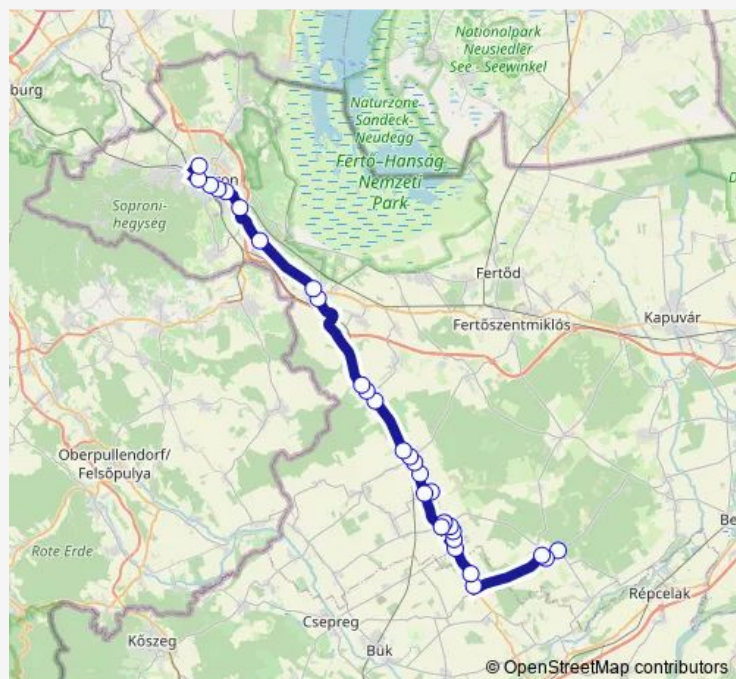 Nationalpark
Neusiedler
See - Seewinkel
burg
Naturzone
Sandeck-
Neudegg
Fertő-Hanság
Nemzeti
Park
on
Soproni-
hegység
D
Fertőd
Kapuvár
Fertőszentmiklós
Oberpullendorf/
Felsőpulya
Rote Erde
Be
Répcelak
Csepreg
Kőszeg
Bük
© OpenStreetMap contributors